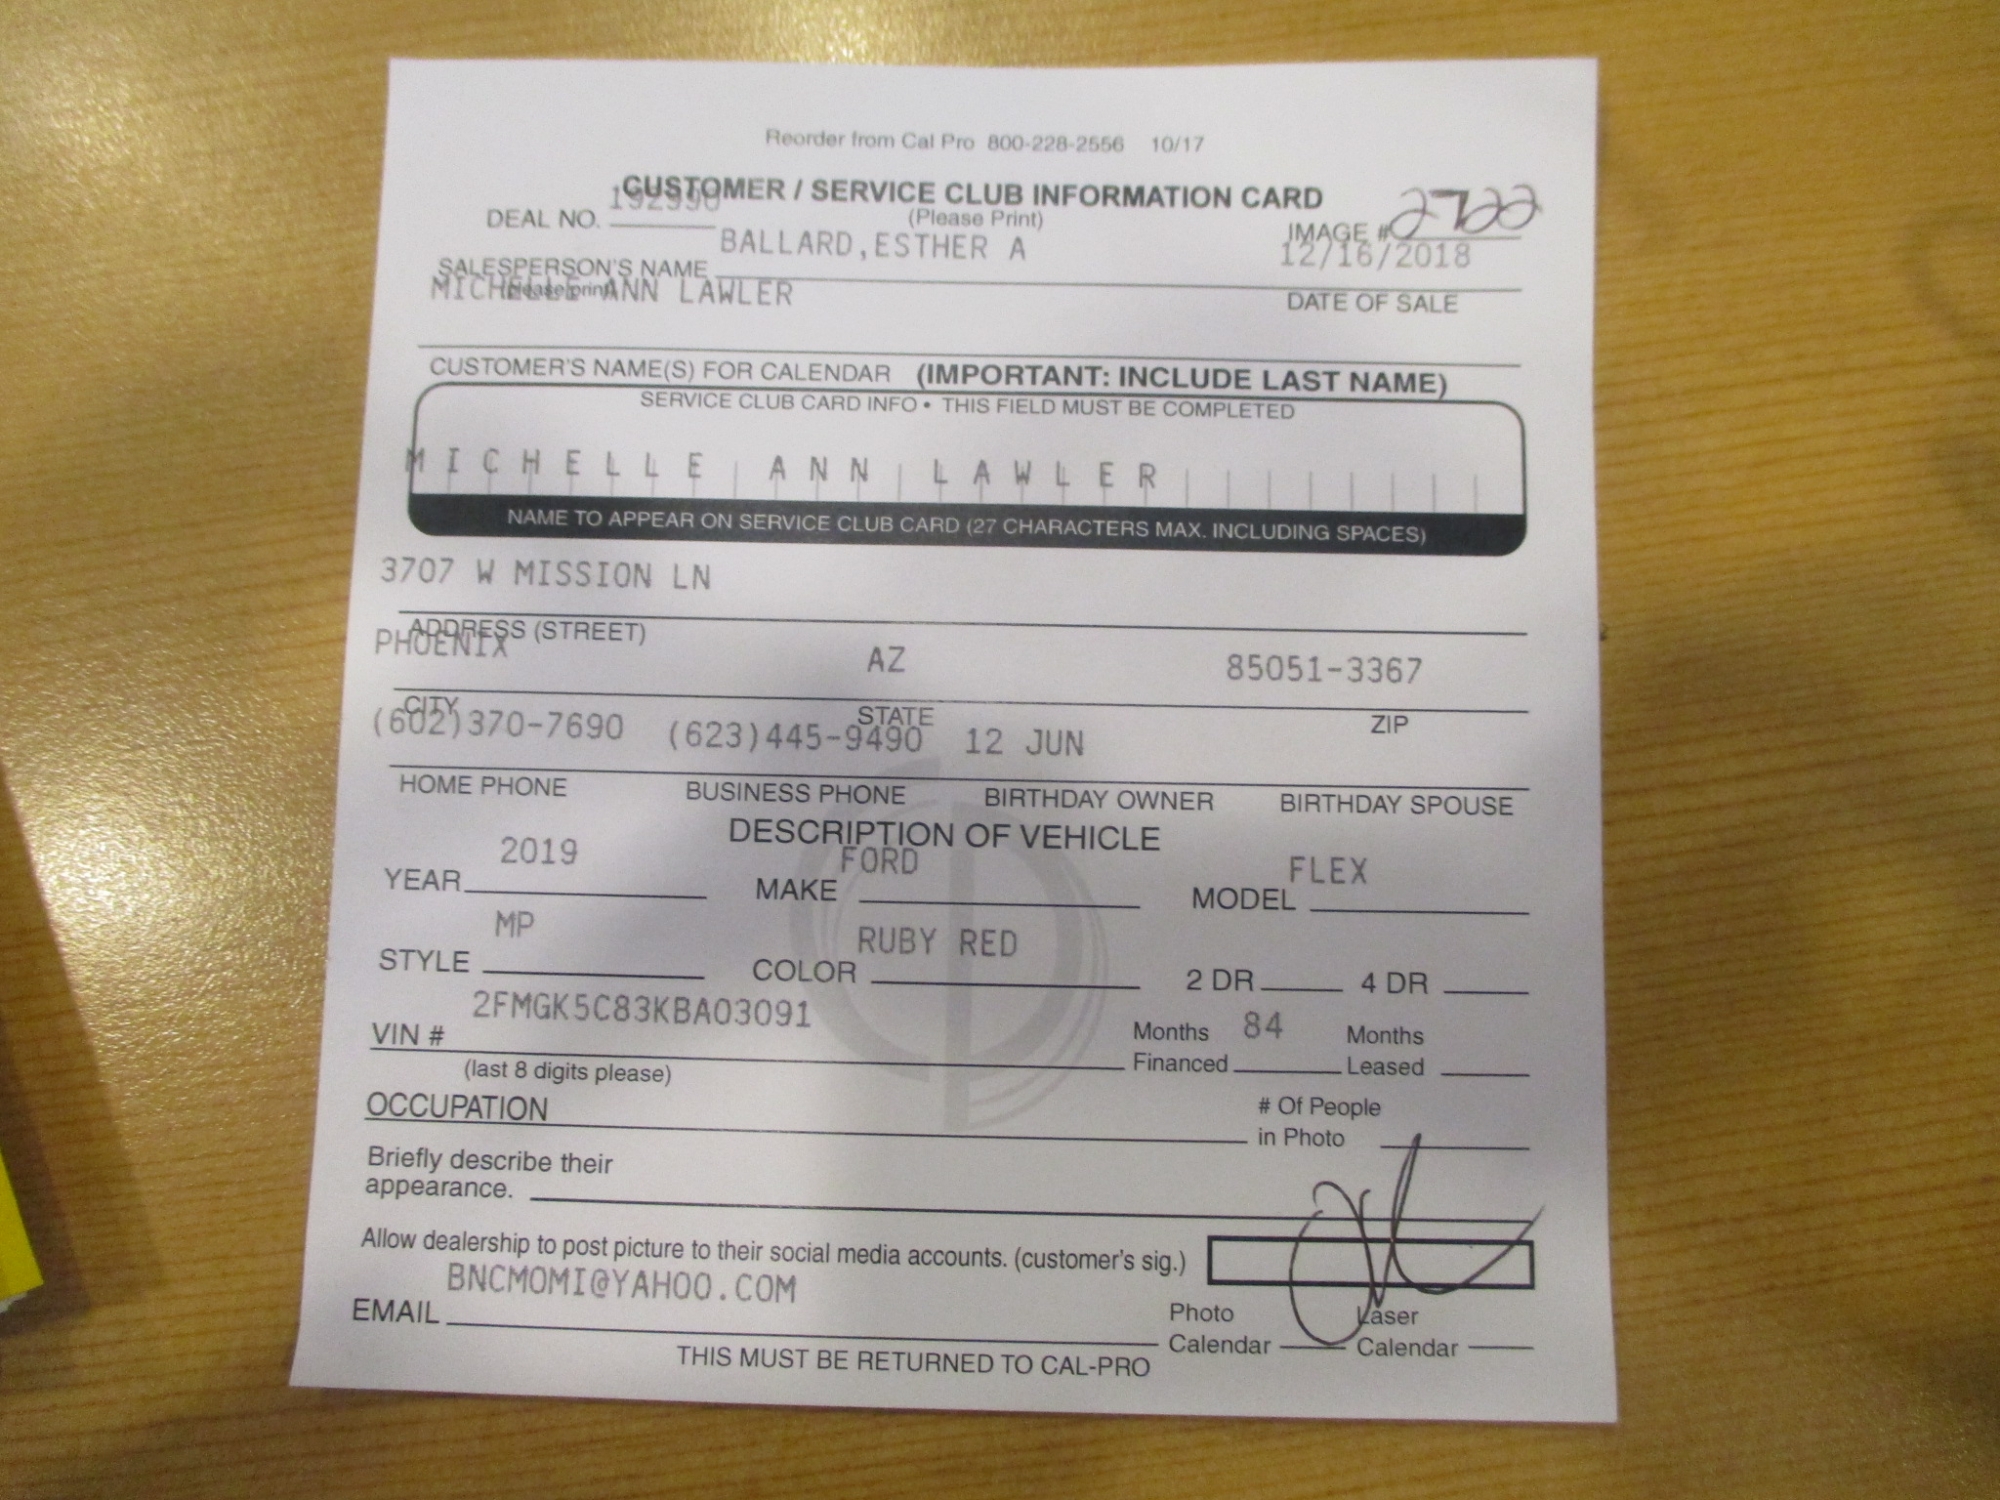 Reorder from Cal Pro 800-228-2556 10/17
CUSTOMER / SERVICE CLUB INFORMATION CARD
(Please Print)
DEAL NO. 192990
IMAGE # 2722
BALLARD,ESTHER A
12/16/2018
SALESPERSON'S NAME
(please print)
DATE OF SALE
MICHELLE ANN LAWLER
CUSTOMER'S NAME(S) FOR CALENDAR (IMPORTANT: INCLUDE LAST NAME)
SERVICE CLUB CARD INFO • THIS FIELD MUST BE COMPLETED
MICHELLE ANN LAWLER
NAME TO APPEAR ON SERVICE CLUB CARD (27 CHARACTERS MAX. INCLUDING SPACES)
3707 W MISSION LN
ADDRESS (STREET)
PHOENIX AZ 85051-3367
CITY STATE ZIP
(602)370-7690 (623)445-9490 12 JUN
HOME PHONE BUSINESS PHONE BIRTHDAY OWNER BIRTHDAY SPOUSE
DESCRIPTION OF VEHICLE
YEAR 2019 MAKE FORD MODEL FLEX
STYLE MP COLOR RUBY RED 2 DR 4 DR
VIN # 2FMGK5C83KBA03091
(last 8 digits please)
Months Financed 84 Months Leased
OCCUPATION
# Of People in Photo
Briefly describe their
appearance.
Allow dealership to post picture to their social media accounts. (customer's sig.)
EMAIL BNCMOMI@YAHOO.COM
Photo Calendar Laser Calendar
THIS MUST BE RETURNED TO CAL-PRO